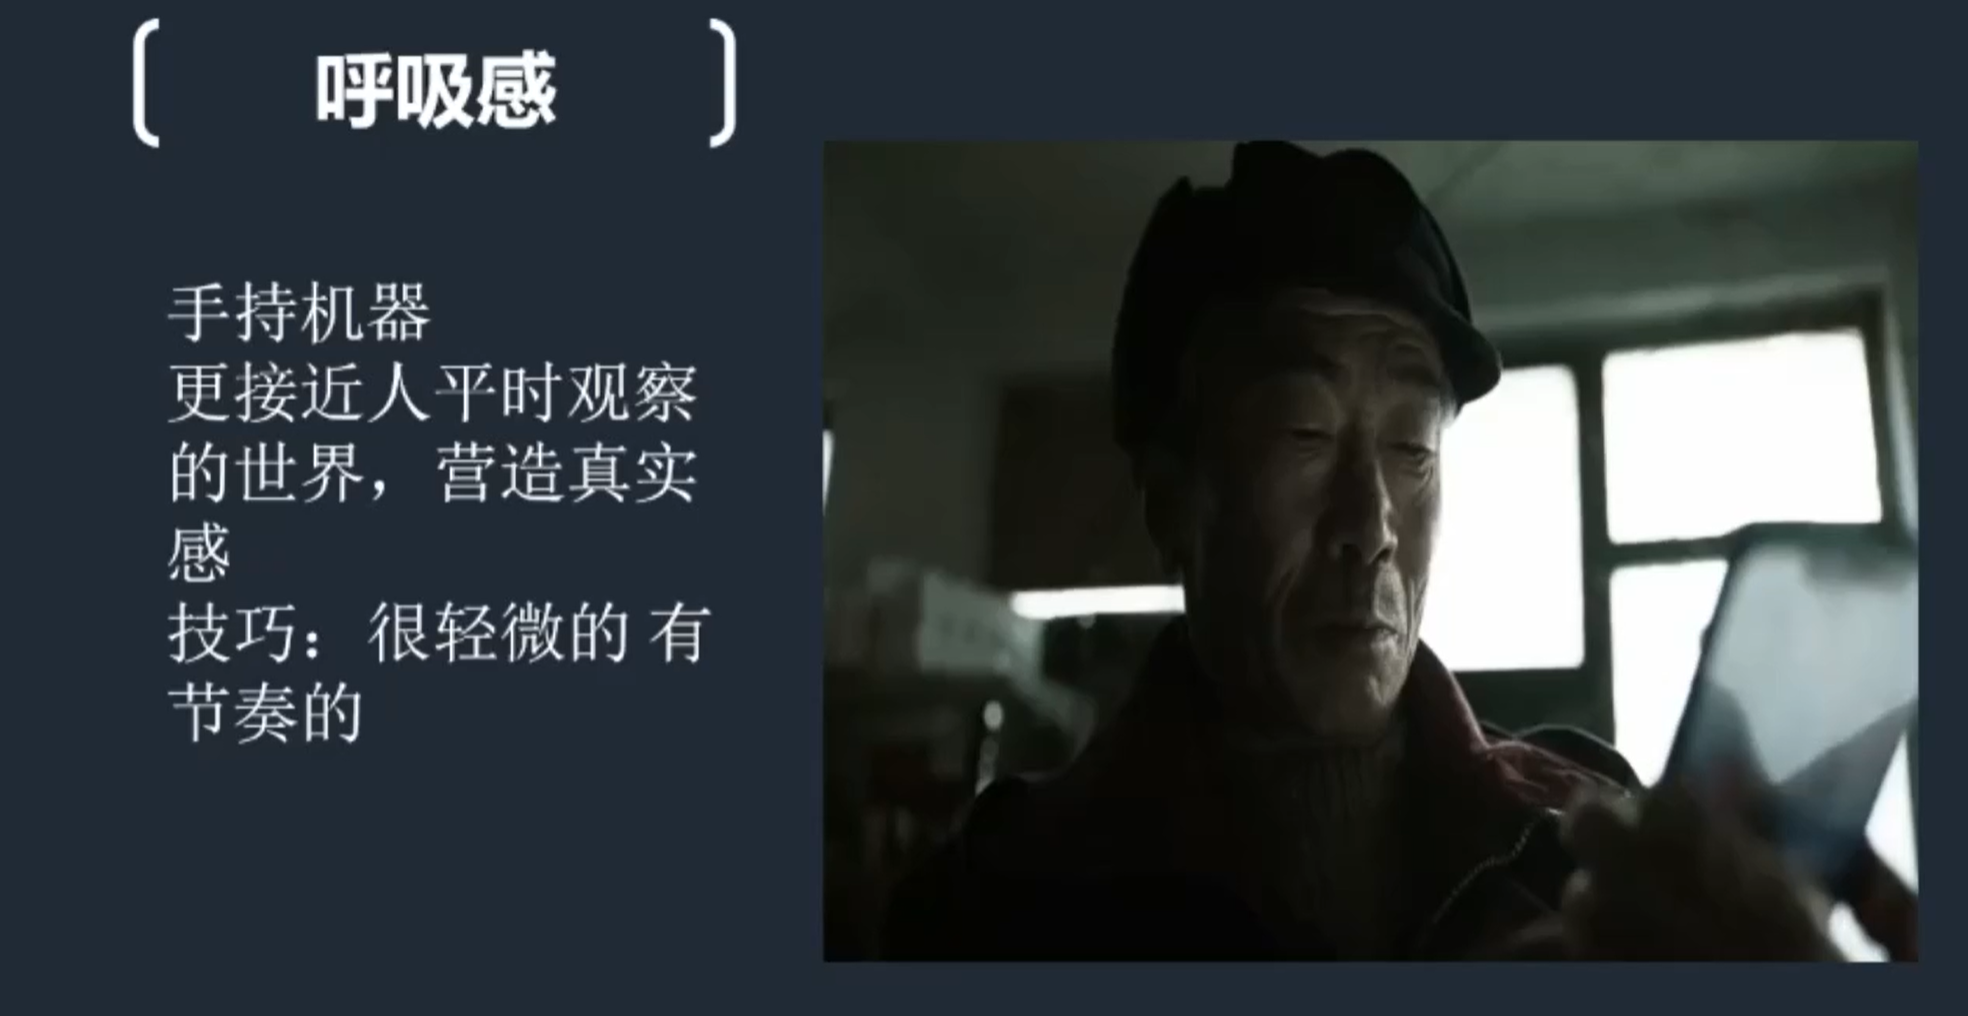 呼吸感
手持机器
更接近人平时观察
的世界，营造真实
感
技巧：很轻微的 有
节奏的